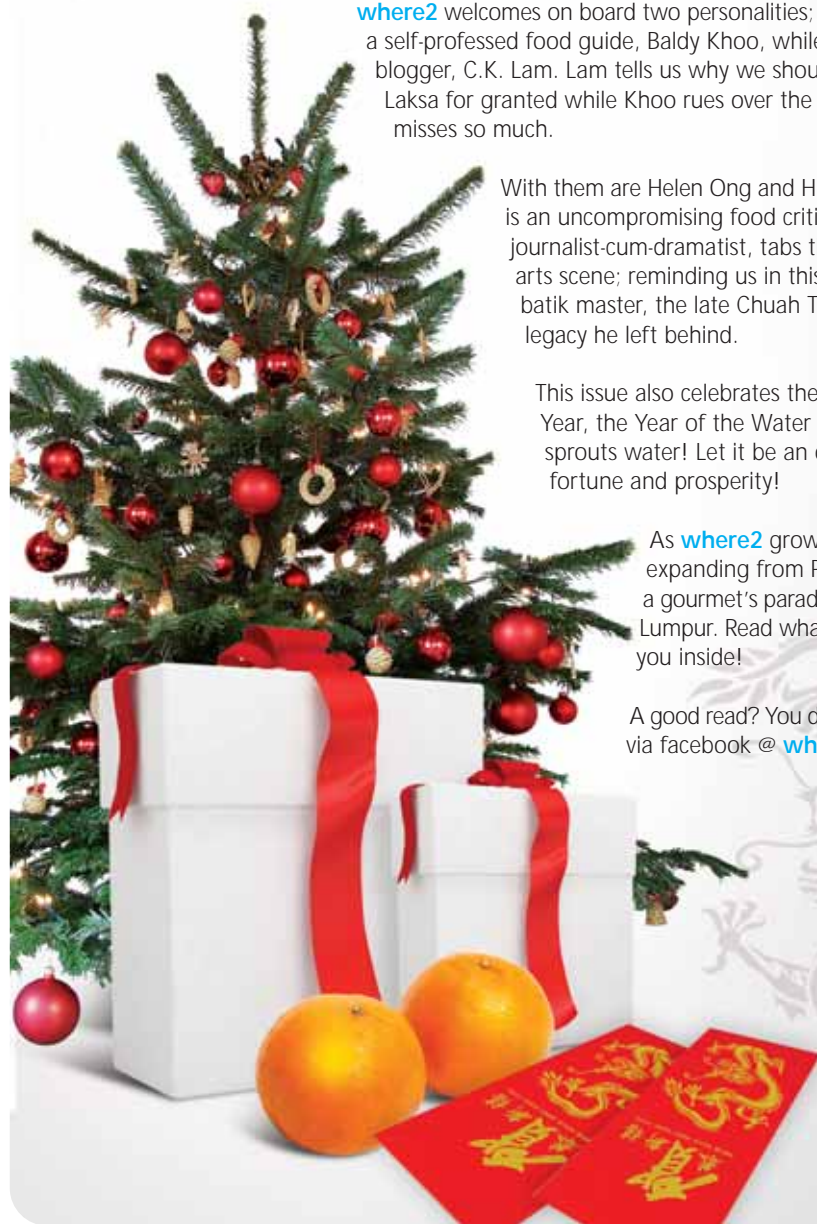 where2 welcomes on board two personalities;
a self-professed food guide, Baldy Khoo, while
blogger, C.K. Lam. Lam tells us why we shou
Laksa for granted while Khoo rues over the
misses so much.
With them are Helen Ong and H
is an uncompromising food criti
journalist-cum-dramatist, tabs t
arts scene; reminding us in this
batik master, the late Chuah T
legacy he left behind.
This issue also celebrates the
Year, the Year of the Water
sprouts water! Let it be an
fortune and prosperity!
As where2 grow
expanding from P
a gourmet's parad
Lumpur. Read wha
you inside!
A good read? You d
via facebook @ wh